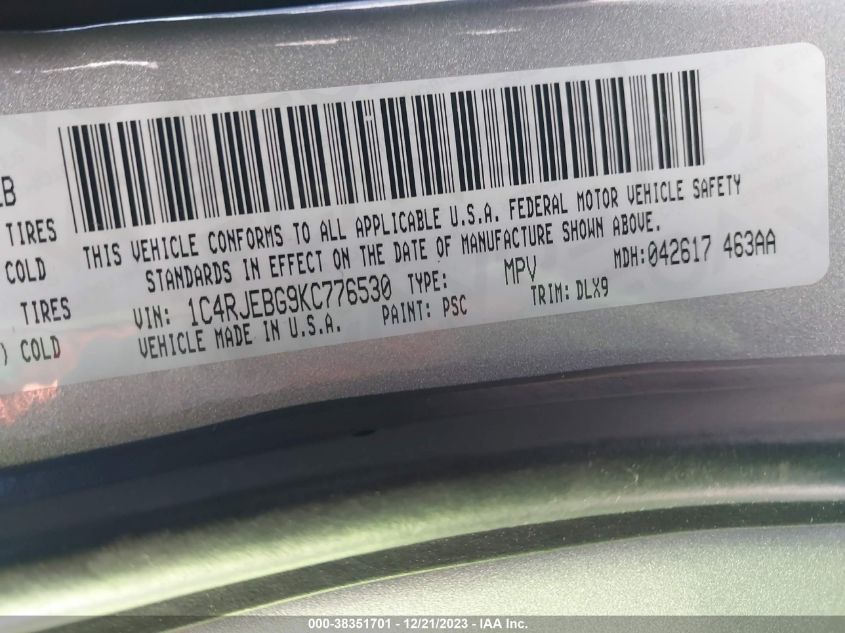 LB
TIRES
COLD
TIRES
) COLD
THIS VEHICLE CONFORMS TO ALL APPLICABLE U.S.A. FEDERAL MOTOR VEHICLE SAFETY
STANDARDS IN EFFECT ON THE DATE OF MANUFACTURE SHOWN ABOVE.
VIN: 1C4RJEBG9KC776530 TYPE: MPV MDH:042617 463AA
VEHICLE MADE IN U.S.A. PAINT: PSC TRIM: DLX9
000-38351701 - 12/21/2023 - IAA Inc.